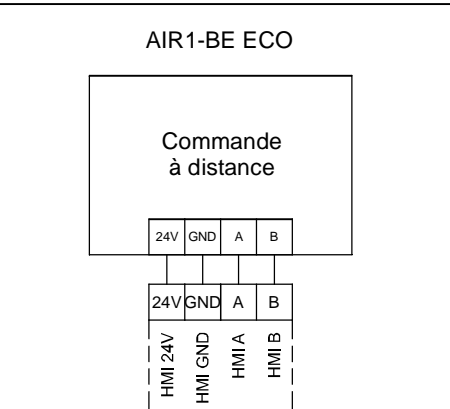 AIR1-BE ECO
Commande
à distance
24V GND A B
24V GND A B
HMI 24V HMI GND HMI A HMI B